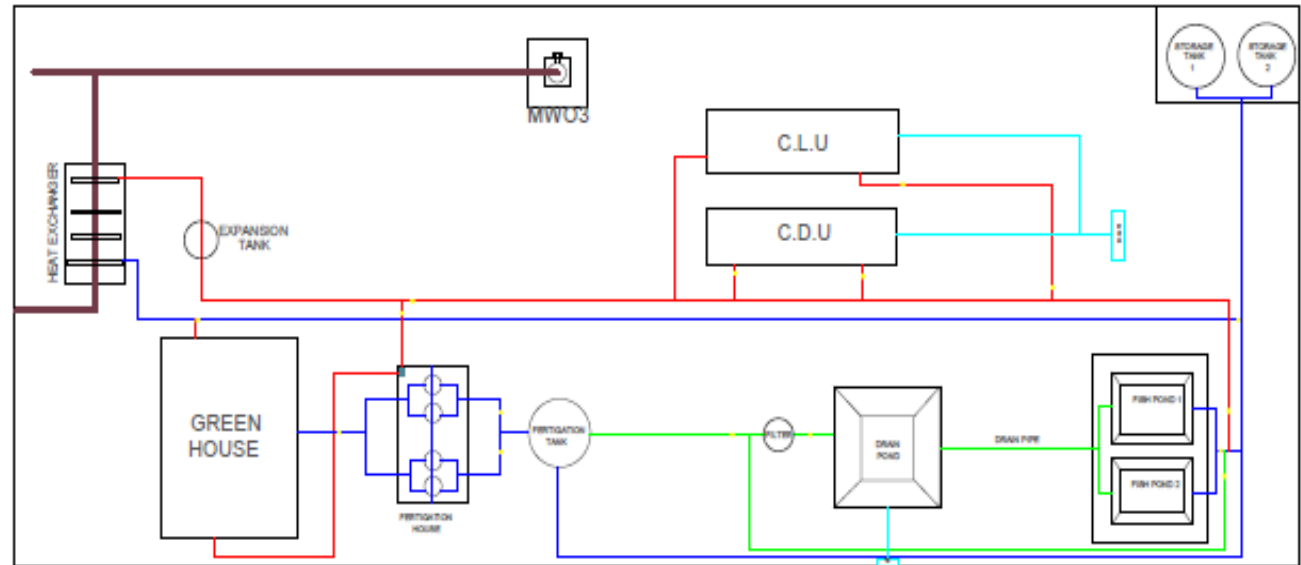 STORAGE
TANK
1
STORAGE
TANK
2
MWO3
C.L.U
HEAT EXCHANGER
EXPANSION
TANK
C.D.U
GREEN
HOUSE
FERTIGATION
TANK
FILTER
DRAIN
POND
DRAIN PIPE
FISH POND 1
FISH POND 2
FERTIGATION
HOUSE